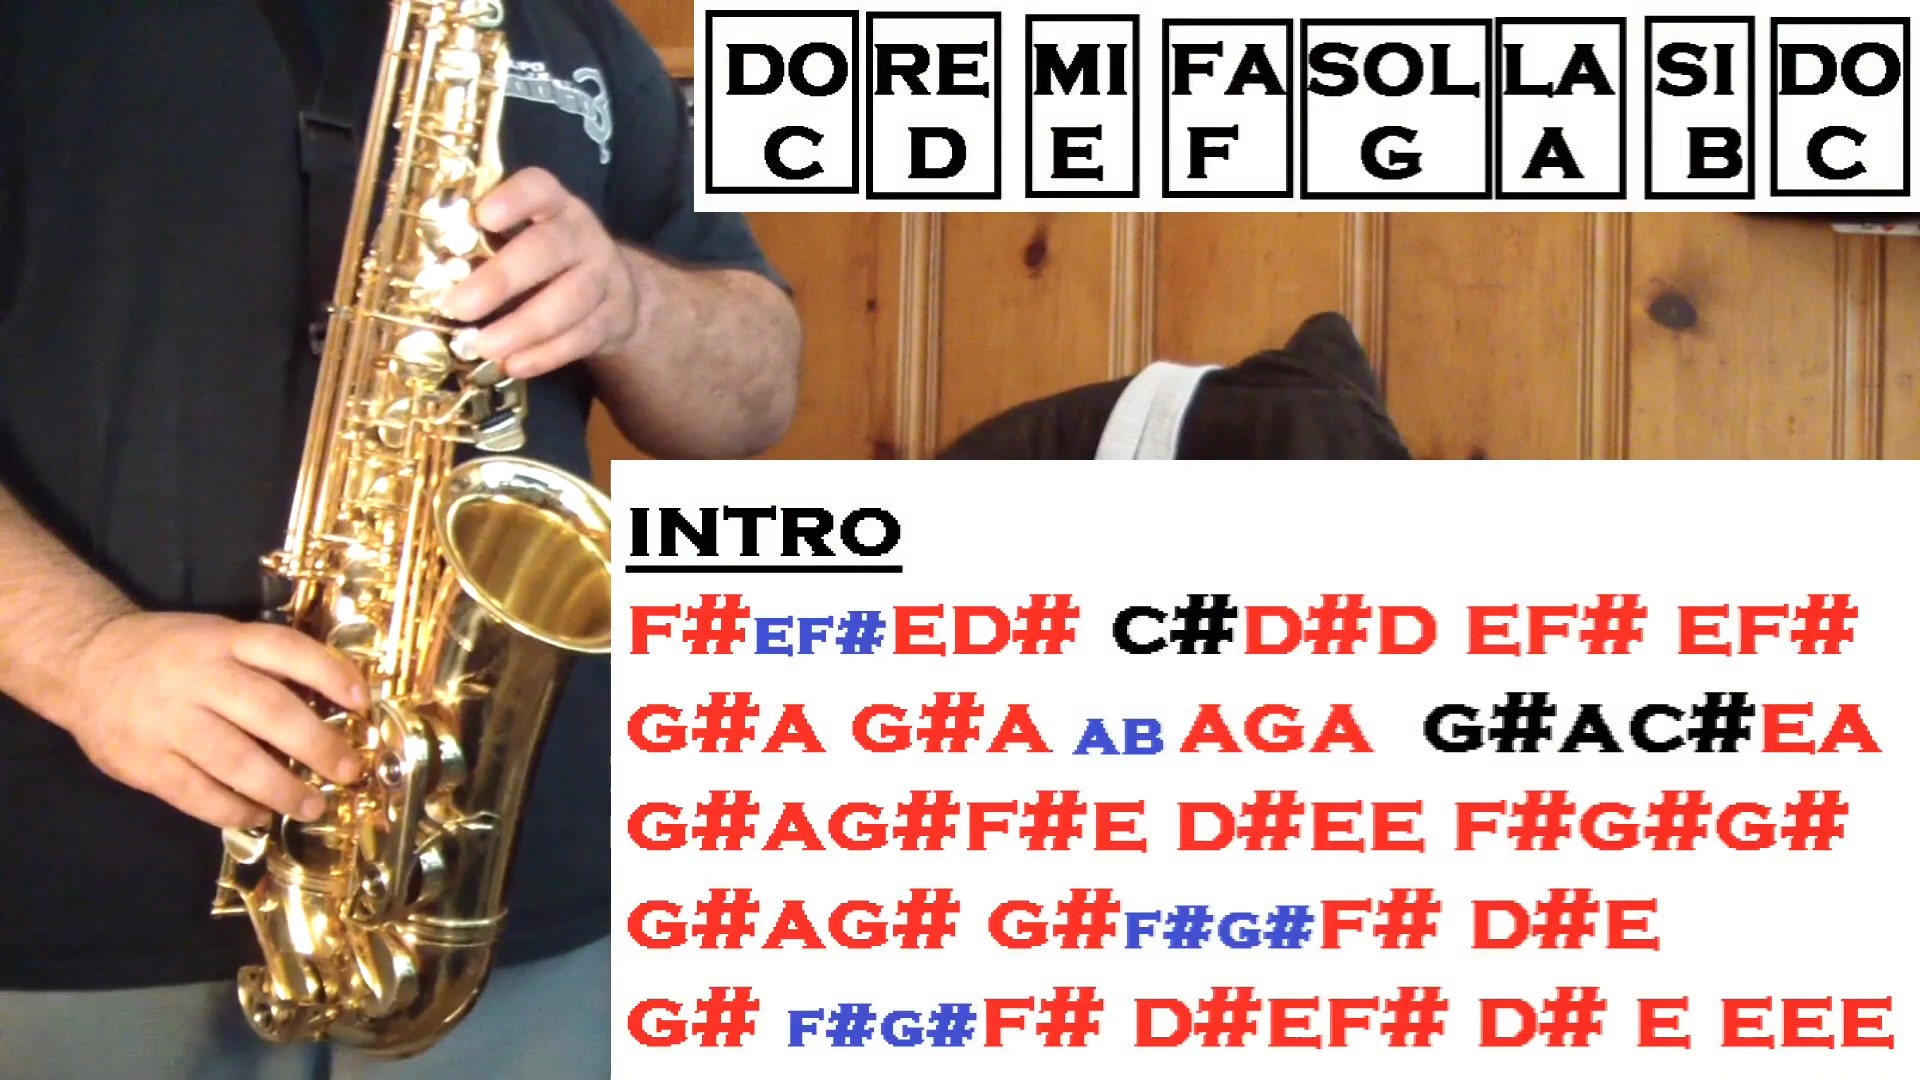 DO RE MI FA SOL LA SI DO
C D E F G A B C
INTRO
F#EF#ED# C#D#D EF# EF#
G#A G#A AB AGA G#AC#EA
G#AG#F#E D#EE F#G#G#
G#AG# G#F#G#F# D#E
G# F#G#F# D#EF# D# E EEE